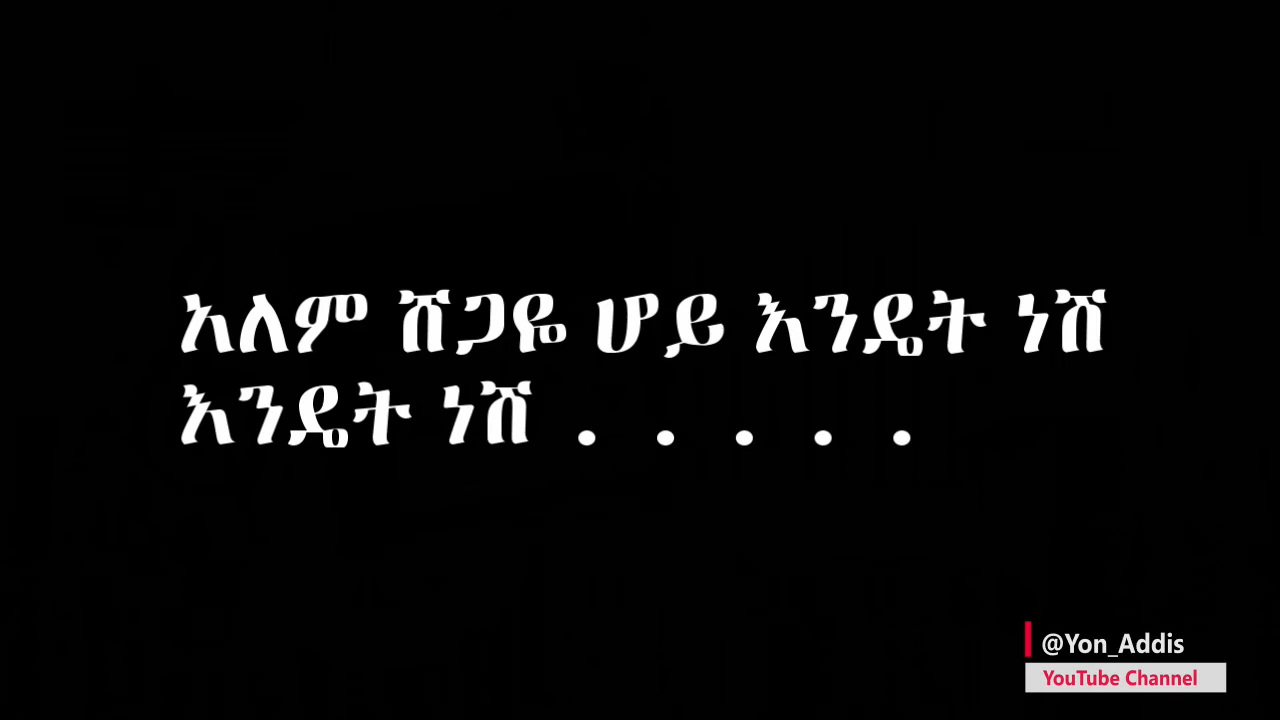 አለም ሸጋዬ ሆይ እንዴት ነሽ
እንዴት ነሽ . . . . .
@Yon_Addis
YouTube Channel